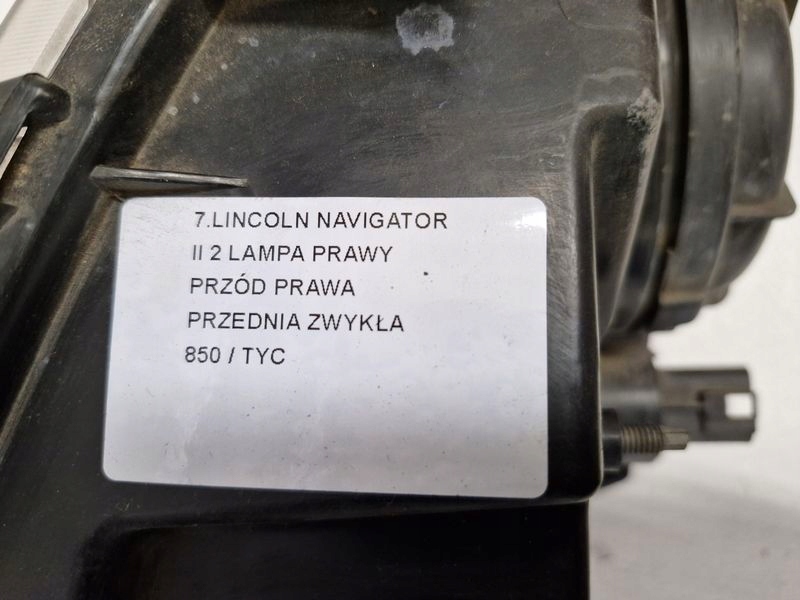 7.LINCOLN NAVIGATOR
II 2 LAMPA PRAWY
PRZÓD PRAWA
PRZEDNIA ZWYKŁA
850 / TYC